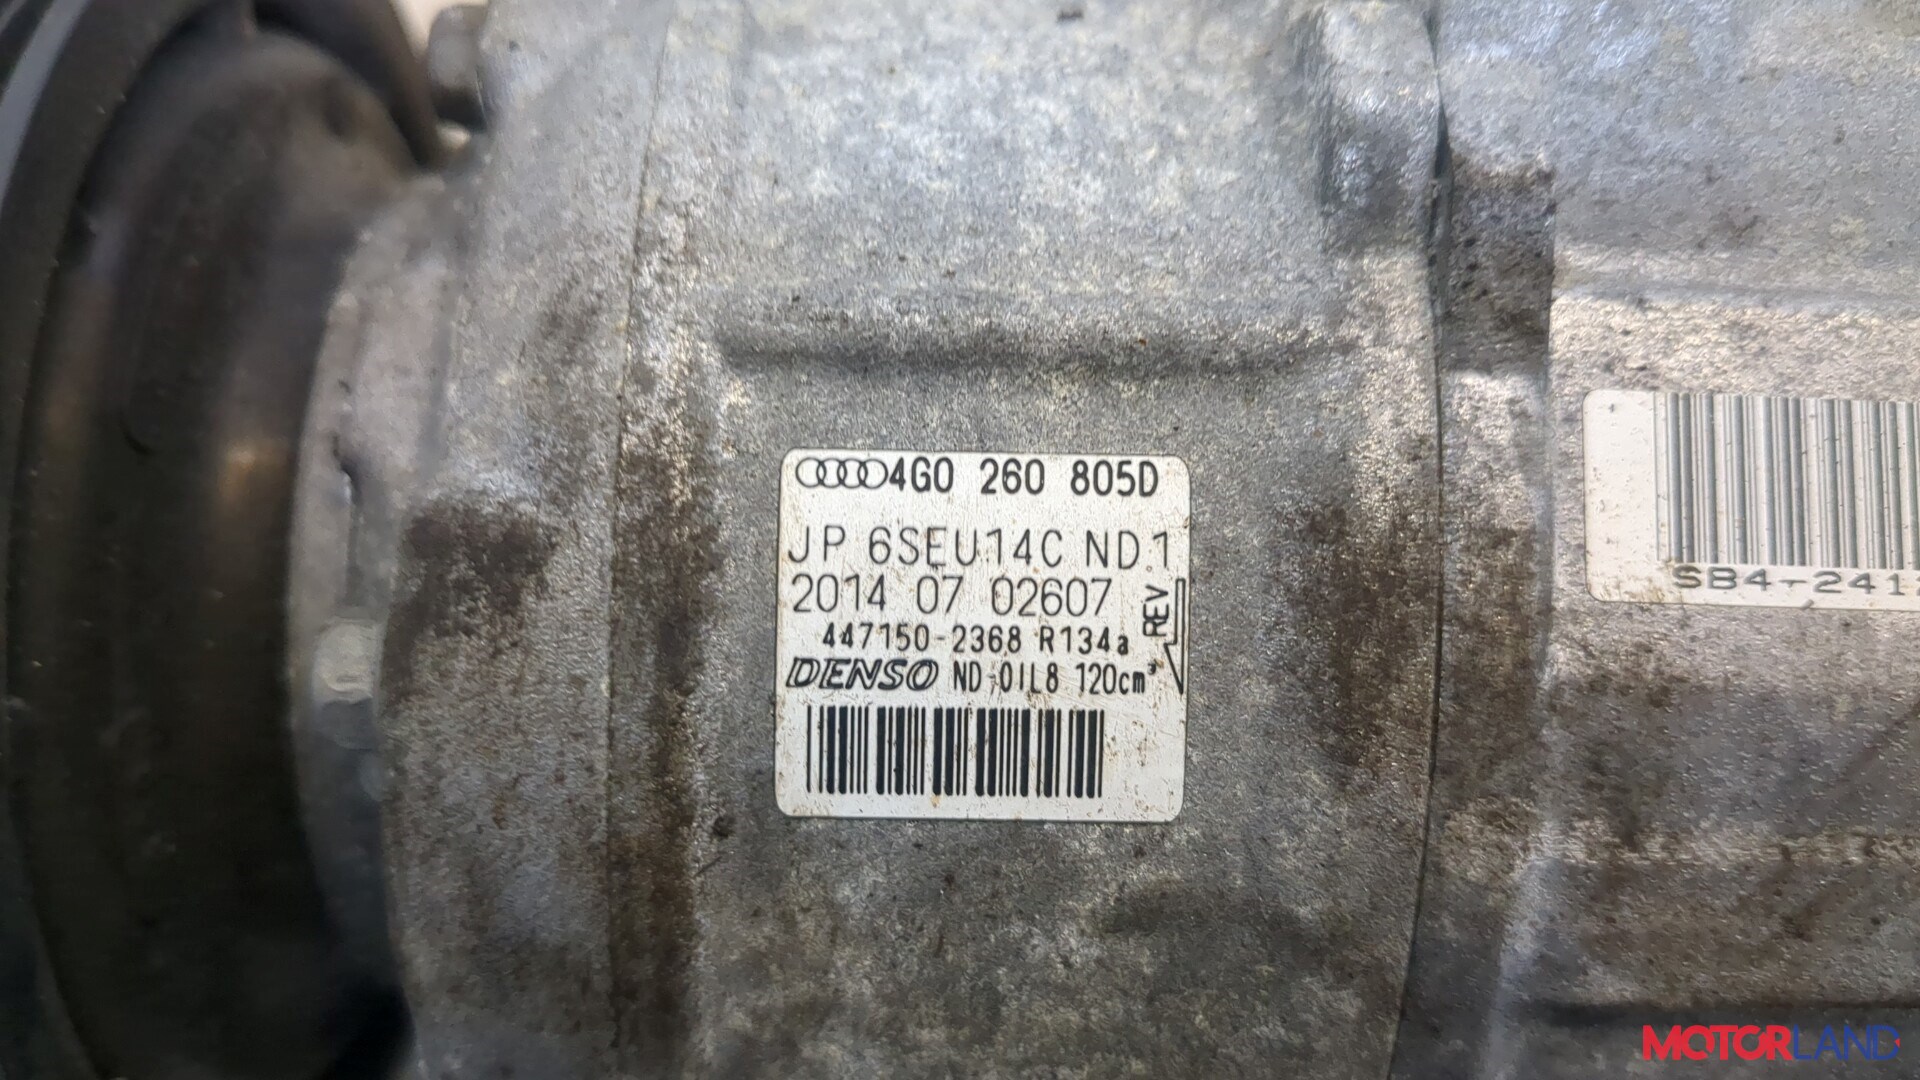 4G0 260 805D
JP 6SEU14C ND1
2014 07 02607
REV
447150-2368 R134a
DENSO ND-OIL8 120cm³
SB4-241
MOTORLAND